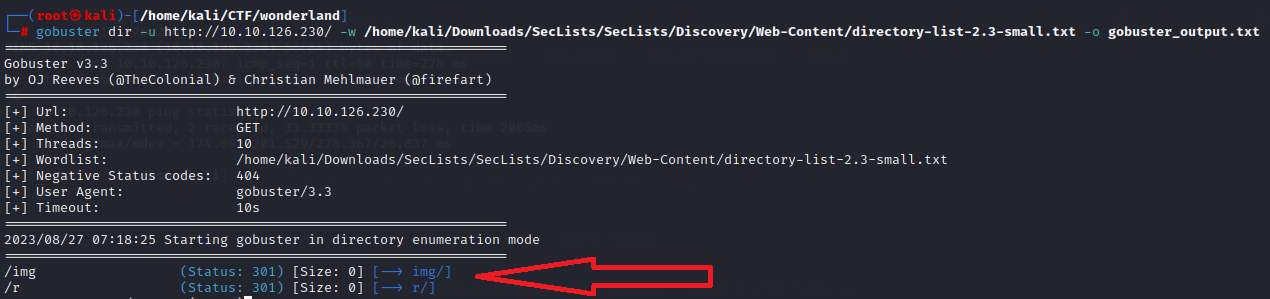 ┌──(root㉿kali)-[/home/kali/CTF/wonderland]
└─# gobuster dir -u http://10.10.126.230/ -w /home/kali/Downloads/SecLists/SecLists/Discovery/Web-Content/directory-list-2.3-small.txt -o gobuster_output.txt
===============================================================
Gobuster v3.3
by OJ Reeves (@TheColonial) & Christian Mehlmauer (@firefart)
===============================================================
[+] Url: http://10.10.126.230/
[+] Method: GET
[+] Threads: 10
[+] Wordlist: /home/kali/Downloads/SecLists/SecLists/Discovery/Web-Content/directory-list-2.3-small.txt
[+] Negative Status codes: 404
[+] User Agent: gobuster/3.3
[+] Timeout: 10s
===============================================================
2023/08/27 07:18:25 Starting gobuster in directory enumeration mode
===============================================================
/img (Status: 301) [Size: 0] [--> img/]
/r (Status: 301) [Size: 0] [--> r/]